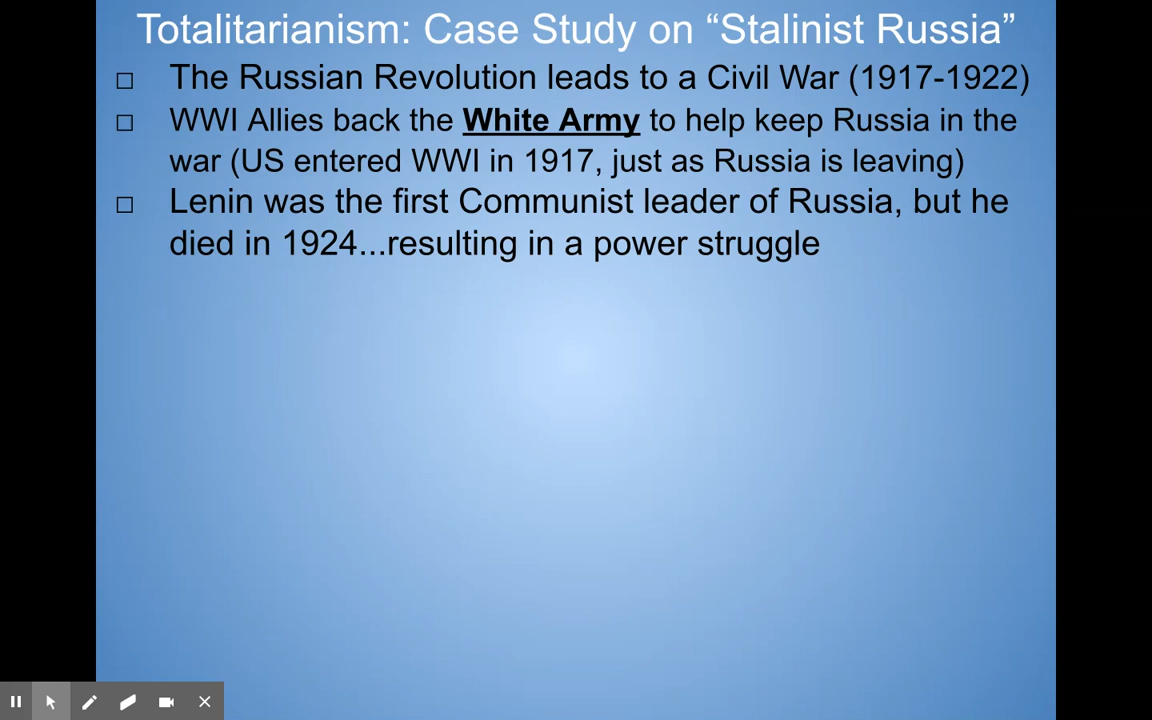 Totalitarianism: Case Study on “Stalinist Russia”
The Russian Revolution leads to a Civil War (1917-1922)
WWI Allies back the White Army to help keep Russia in the
war (US entered WWI in 1917, just as Russia is leaving)
Lenin was the first Communist leader of Russia, but he
died in 1924...resulting in a power struggle